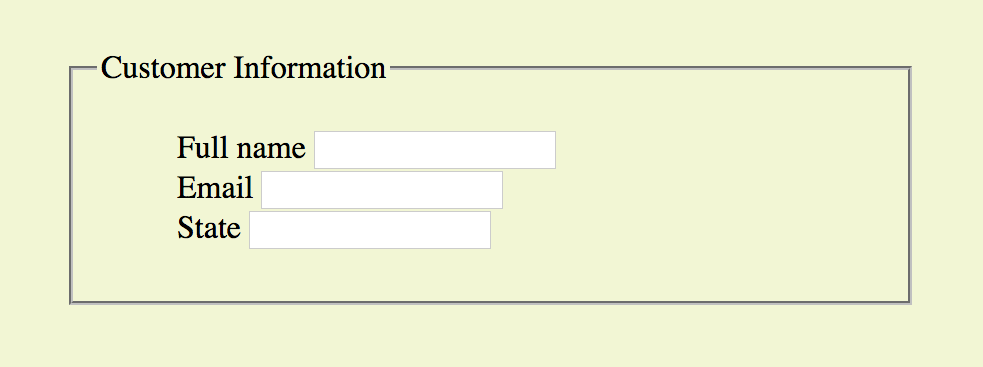 Customer Information
Full name
Email
State